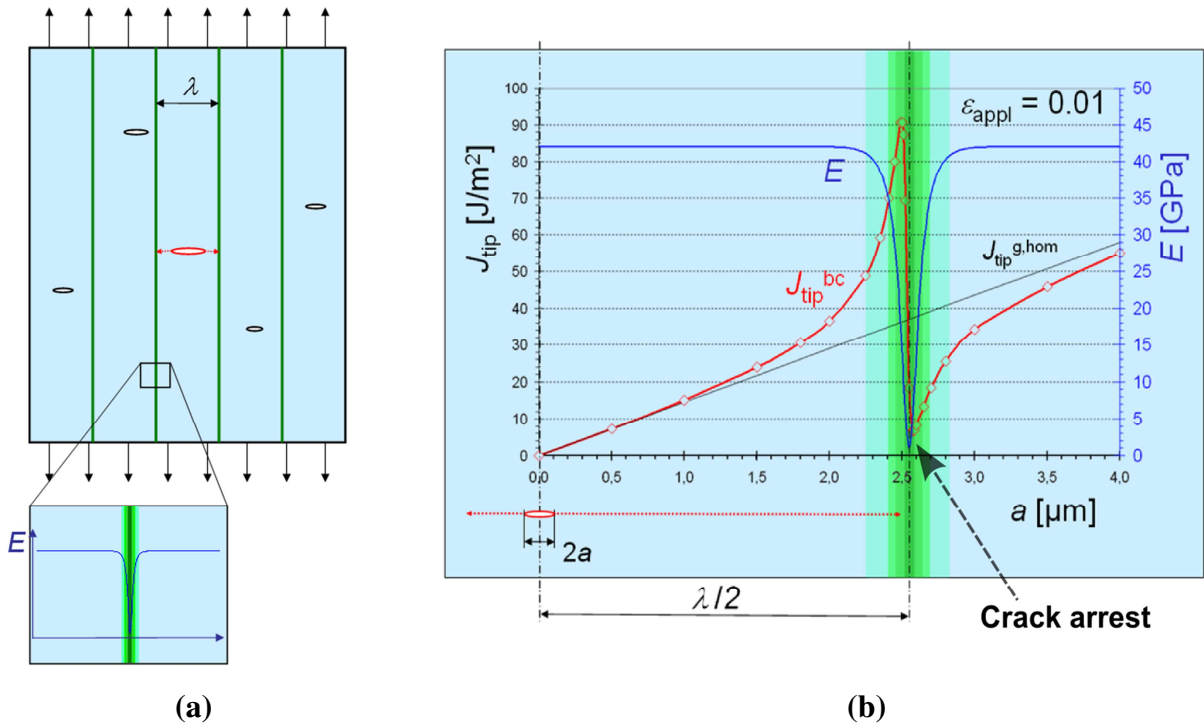 λ
E
(a)
ε_appl = 0.01
J_tip [J/m²]
100
90
80
70
60
50
40
30
20
10
0
E
J_tip^bc
J_tip^g,hom
50
45
40
35
30
25
20
15
10
5
0
E [GPa]
0,0 0,5 1,0 1,5 2,0 2,5 3,0 3,5 4,0
a [µm]
2a
λ/2
Crack arrest
(b)